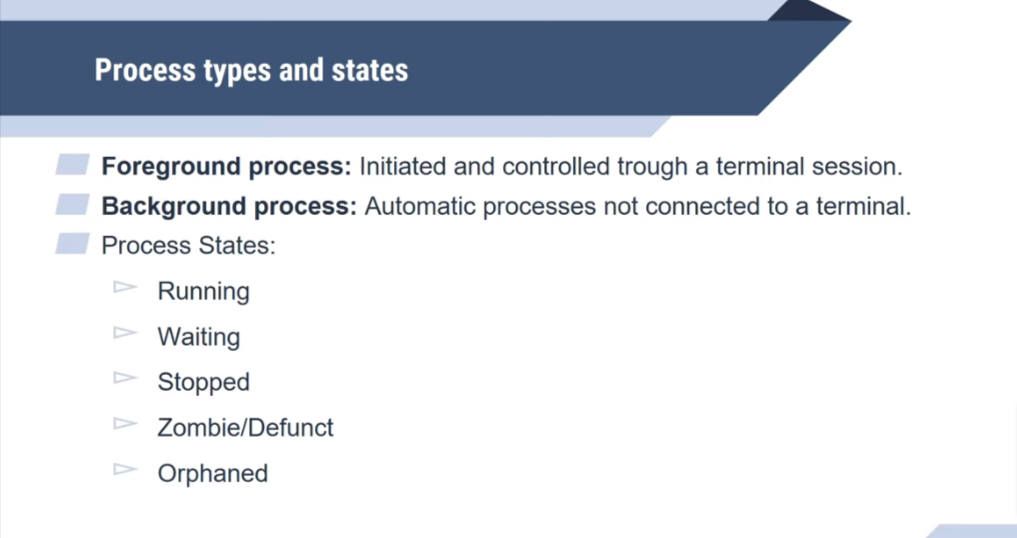 Process types and states
Foreground process: Initiated and controlled trough a terminal session.
Background process: Automatic processes not connected to a terminal.
Process States:
Running
Waiting
Stopped
Zombie/Defunct
Orphaned